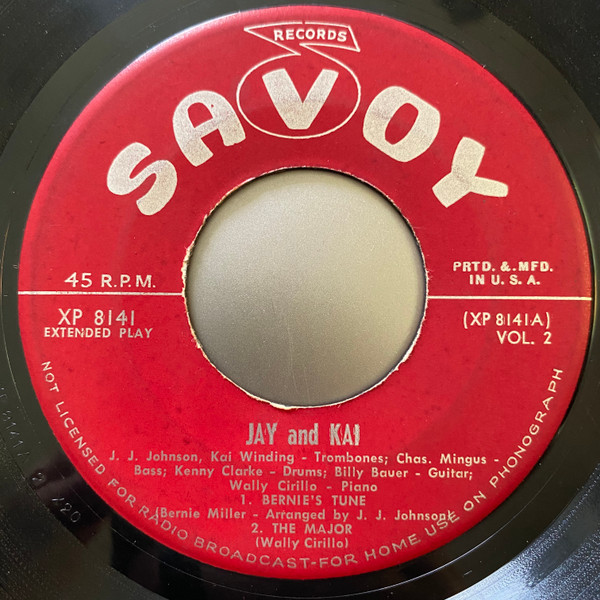 RECORDS
SAVOY
45 R.P.M.
PRTD. & MFD.
IN U.S.A.
XP 8141
EXTENDED PLAY
(XP 8141A)
VOL. 2
JAY and KAI
J. J. Johnson, Kai Winding - Trombones; Chas. Mingus -
Bass; Kenny Clarke - Drums; Billy Bauer - Guitar;
Wally Cirillo - Piano
1. BERNIE'S TUNE
(Bernie Miller - Arranged by J. J. Johnson)
2. THE MAJOR
(Wally Cirillo)
NOT LICENSED FOR RADIO BROADCAST-FOR HOME USE ON PHONOGRAPH